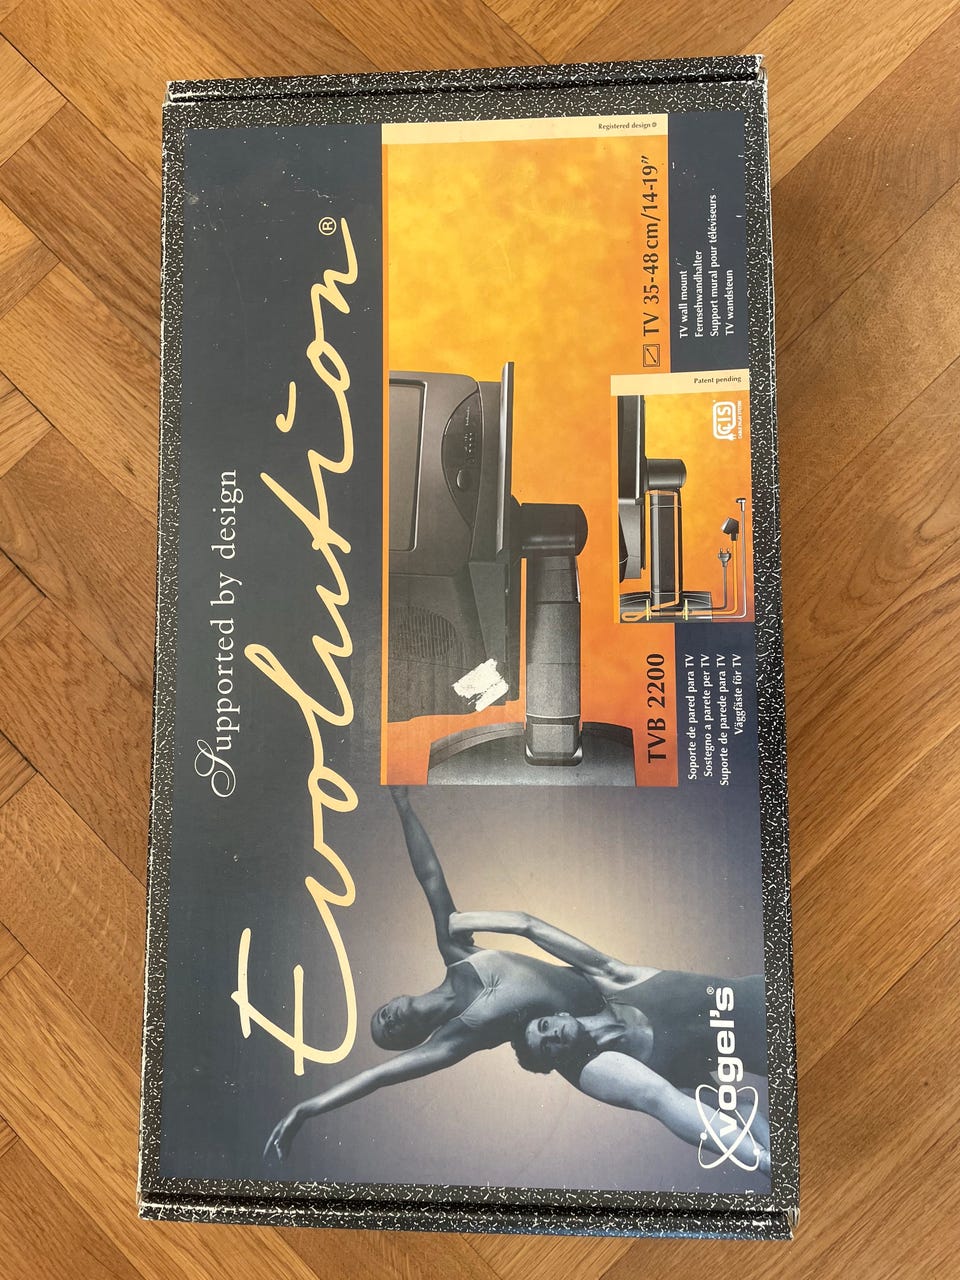 Supported by design
Evolution®
Registered design
TV 35-48cm/14-19"
TV wall mount
Fernsehwandhalter
Support mural pour téléviseurs
TV wandsteun
Patent pending
CIS
TVB 2200
Soporte de pared para TV
Sostegno a parete per TV
Suporte de parede para TV
Väggfäste för TV
vogel's®